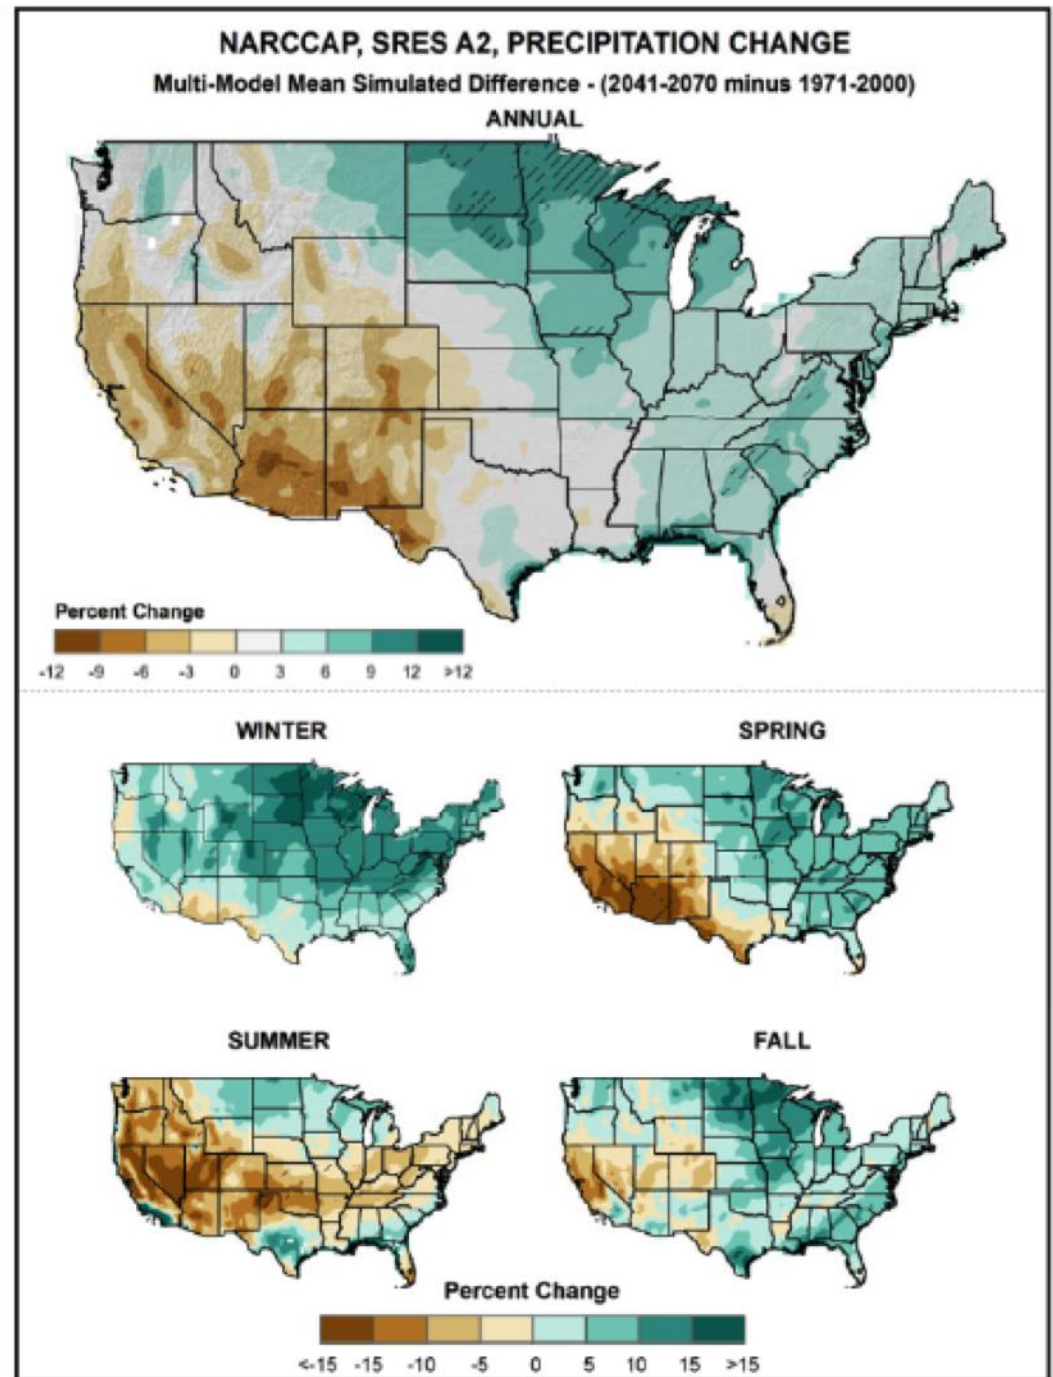 NARCCAP, SRES A2, PRECIPITATION CHANGE
Multi-Model Mean Simulated Difference - (2041-2070 minus 1971-2000)
ANNUAL
Percent Change
-12 -9 -6 -3 0 3 6 9 12 >12
WINTER SPRING
SUMMER FALL
Percent Change
<-15 -15 -10 -5 0 5 10 15 >15